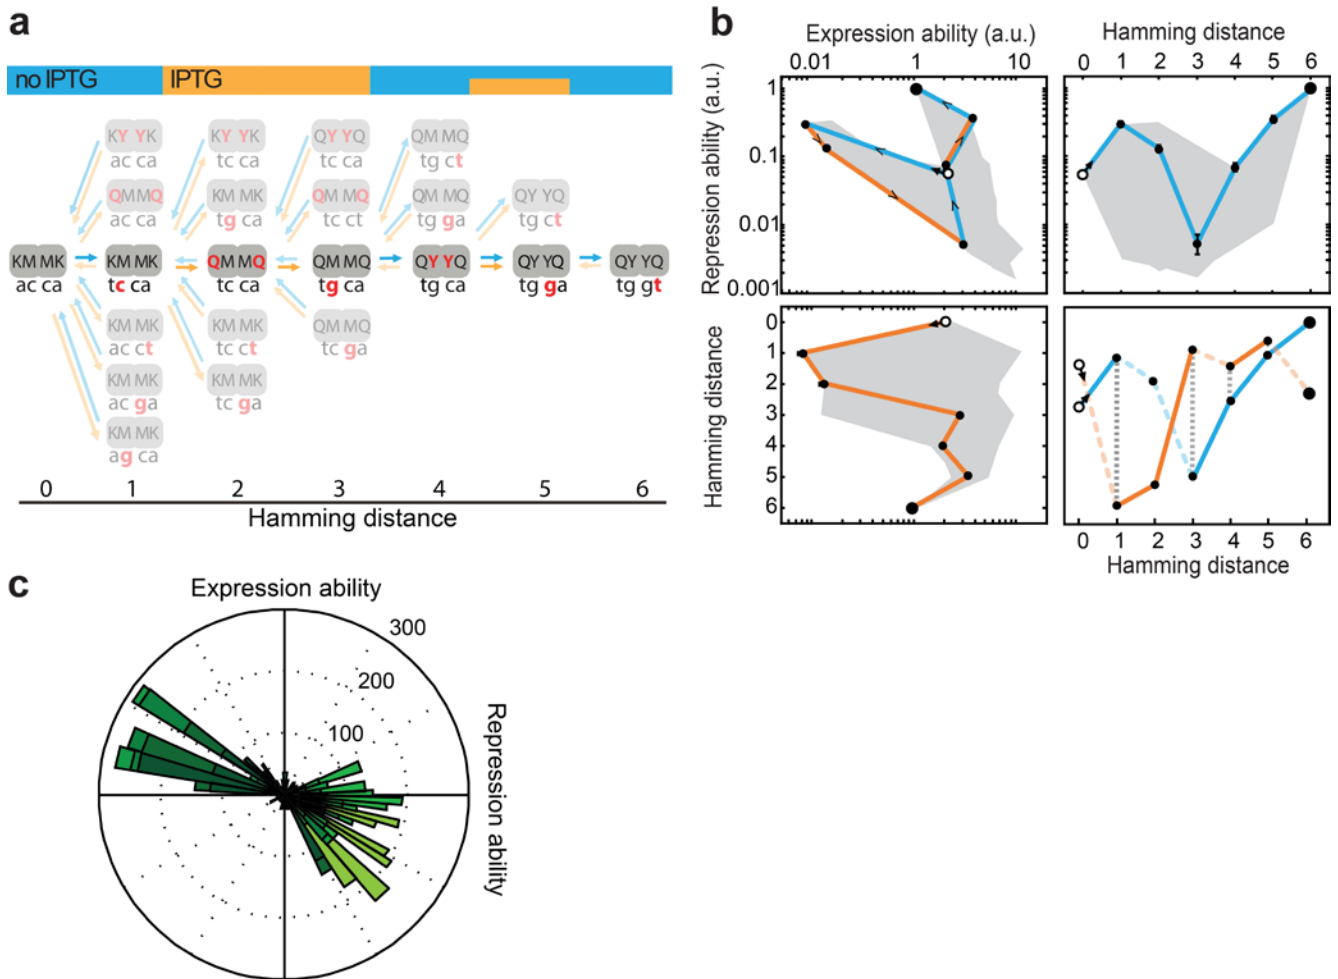 a
no IPTG IPTG
KY YK KY YK QY YQ QM MQ
ac ca tc ca tc ca tg ct
QM MQ KM MK QM MQ QM MQ QY YQ
ac ca tg ca tc ct tg ga tg ct
KM MK KM MK QM MQ QM MQ QY YQ QY YQ QY YQ
ac ca tc ca tc ca tg ca tg ca tg ga tg gt
KM MK KM MK QM MQ
ac ct tc ct tc ga
KM MK KM MK
ac ga tc ga
KM MK
ag ca
0 1 2 3 4 5 6
Hamming distance
b
Expression ability (a.u.) Hamming distance
0.01 1 10 0 1 2 3 4 5 6
Repression ability (a.u.)
1
0.1
0.01
0.001
Hamming distance
0
1
2
3
4
5
6
0 1 2 3 4 5 6
Hamming distance
c
Expression ability
300
200
100
Repression ability